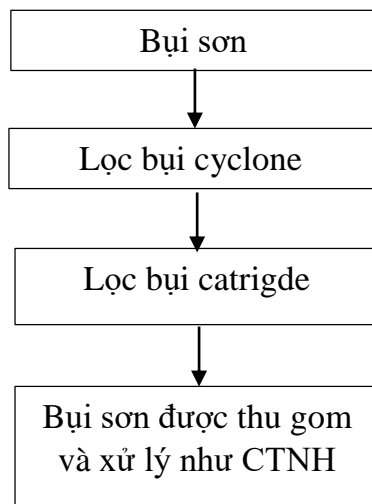 Bụi sơn
Lọc bụi cyclone
Lọc bụi catrigde
Bụi sơn được thu gom
và xử lý như CTNH